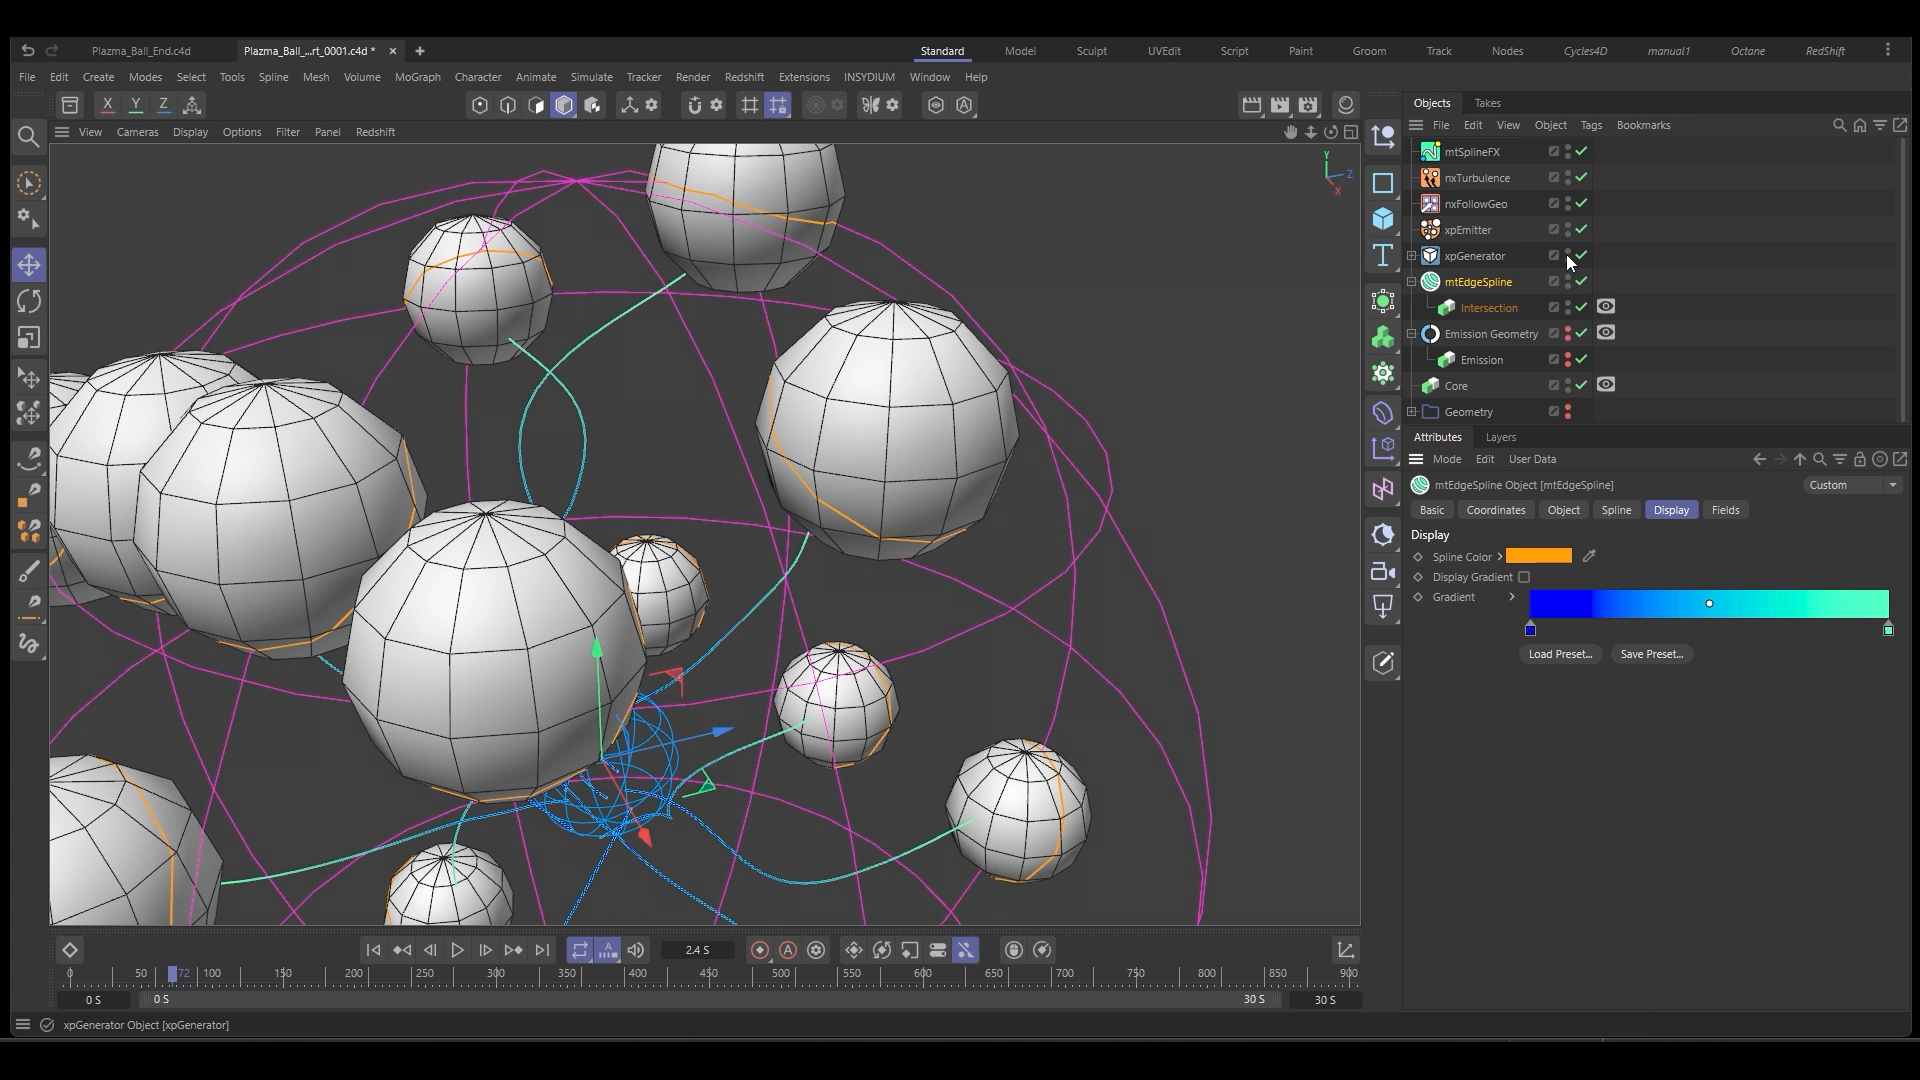 Plazma_Ball_End.c4d
Plazma_Ball_...rt_0001.c4d *
Standard
Model
Sculpt
UVEdit
Script
Paint
Groom
Track
Nodes
Cycles4D
manual1
Octane
RedShift
File Edit Create Modes Select Tools Spline Mesh Volume MoGraph Character Animate Simulate Tracker Render Redshift Extensions INSYDIUM Window Help
X Y Z
View Cameras Display Options Filter Panel Redshift
Y
Z
X
Objects Takes
File Edit View Object Tags Bookmarks
mtSplineFX
nxTurbulence
nxFollowGeo
xpEmitter
xpGenerator
mtEdgeSpline
Intersection
Emission Geometry
Emission
Core
Geometry
Attributes Layers
Mode Edit User Data
mtEdgeSpline Object [mtEdgeSpline]
Custom
Basic Coordinates Object Spline Display Fields
Display
Spline Color
Display Gradient
Gradient
Load Preset...
Save Preset...
2.4 S
0 50 72 100 150 200 250 300 350 400 450 500 550 600 650 700 750 800 850 900
0 S
0 S
30 S
30 S
xpGenerator Object [xpGenerator]